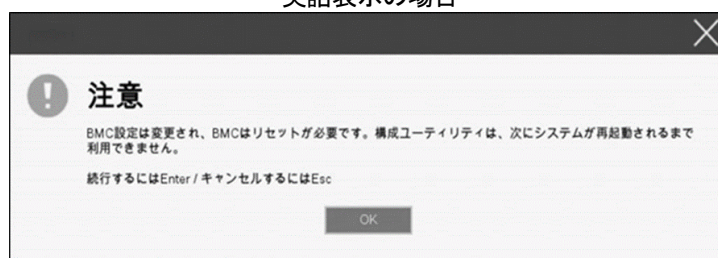 英語表示の場合
注意
BMC設定は変更され、BMCはリセットが必要です。構成ユーティリティは、次にシステムが再起動されるまで
利用できません。
続行するにはEnter / キャンセルするにはEsc
OK